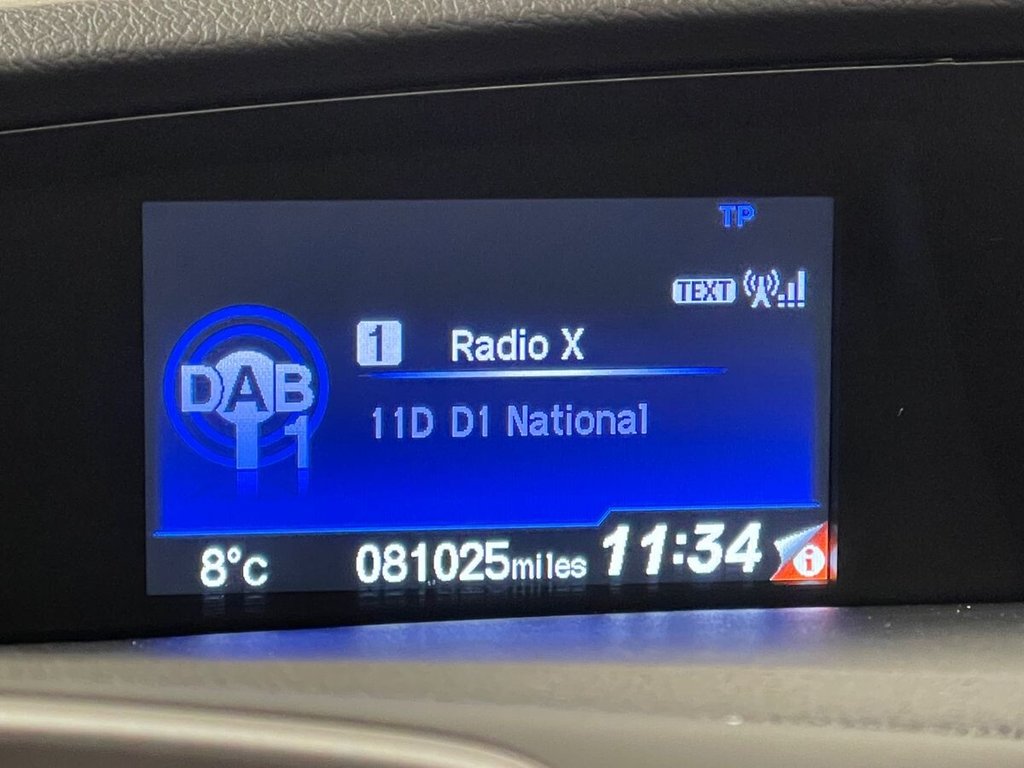 TP
TEXT
1 Radio X
DAB 1
11D D1 National
8°c 081025miles 11:34 i